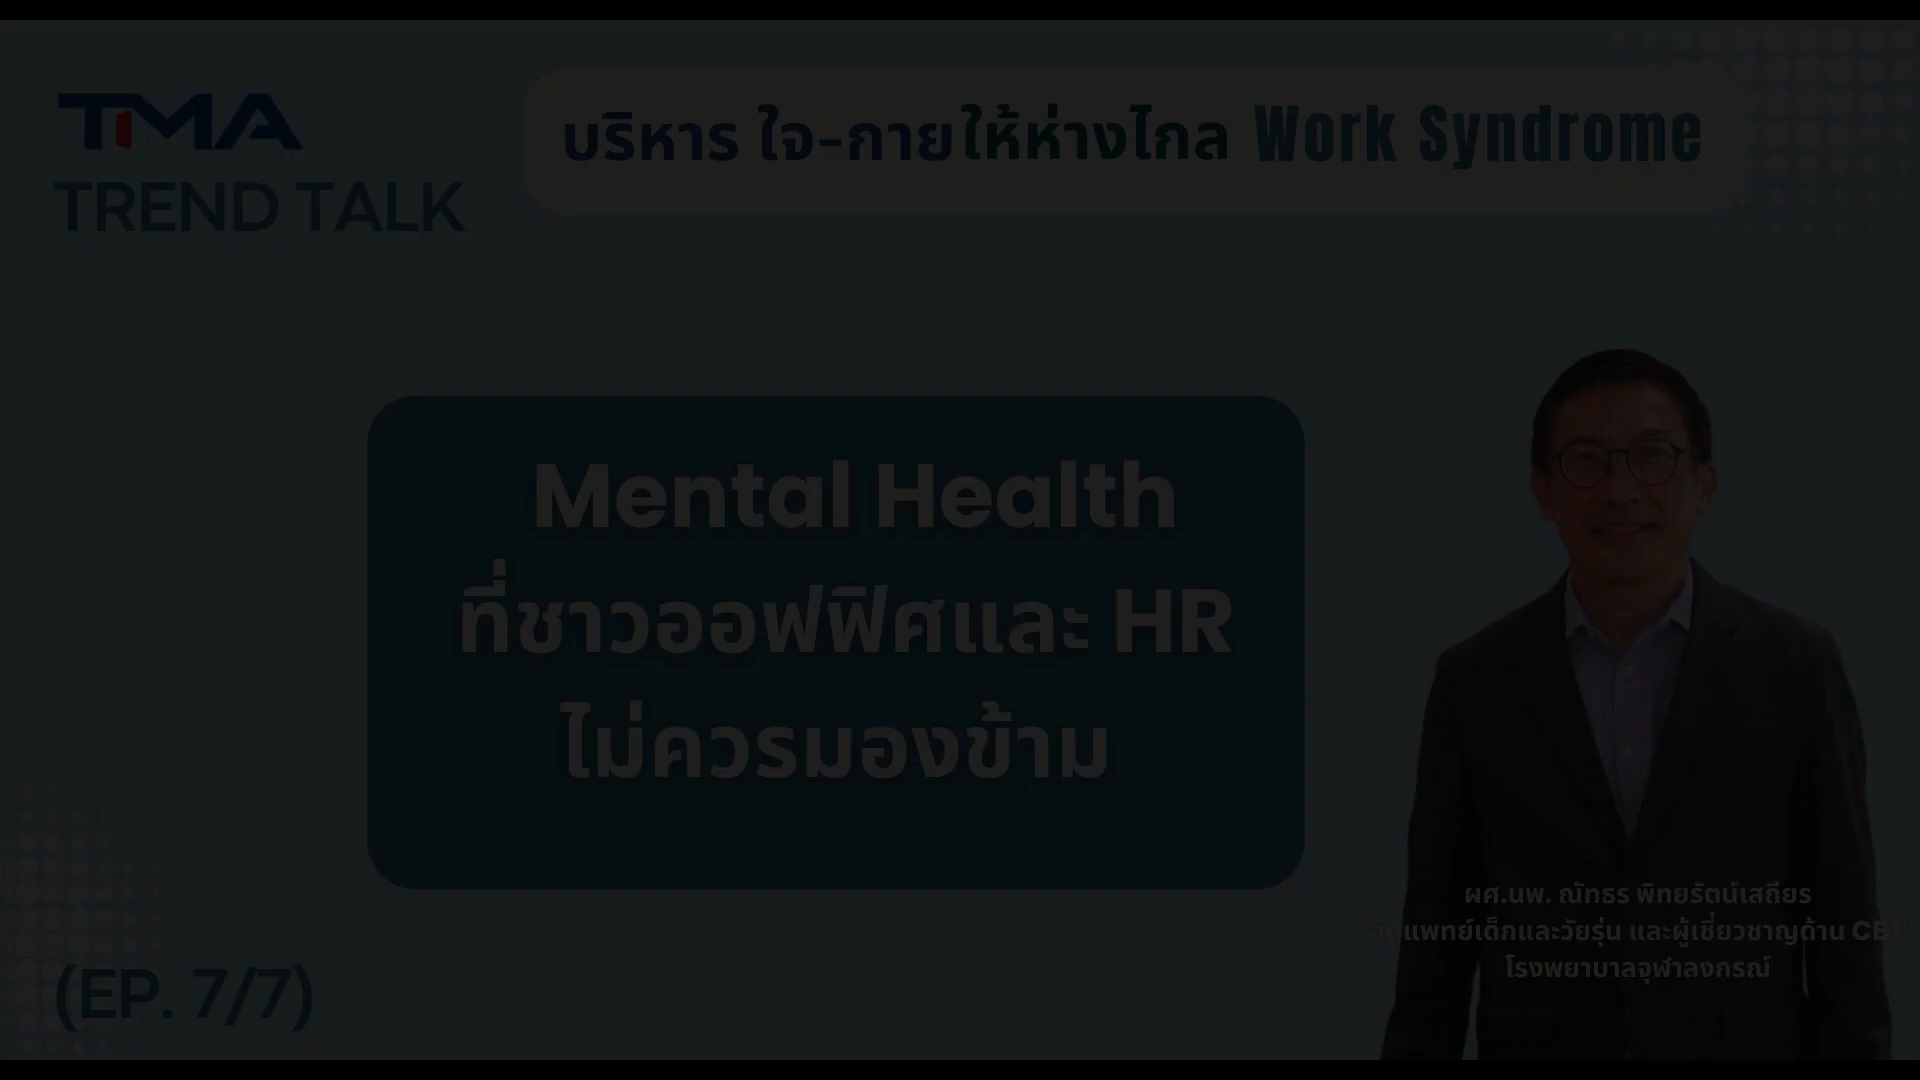 TMA
TREND TALK
บริหาร ใจ-กาย ให้ห่างไกล Work Syndrome
Mental Health
ที่ชาวออฟฟิศและ HR
ไม่ควรมองข้าม
ผศ.นพ. ณัทธร พิทยรัตน์เสถียร
จิตแพทย์เด็กและวัยรุ่น และผู้เชี่ยวชาญด้าน CBT
โรงพยาบาลจุฬาลงกรณ์
(EP. 7/7)